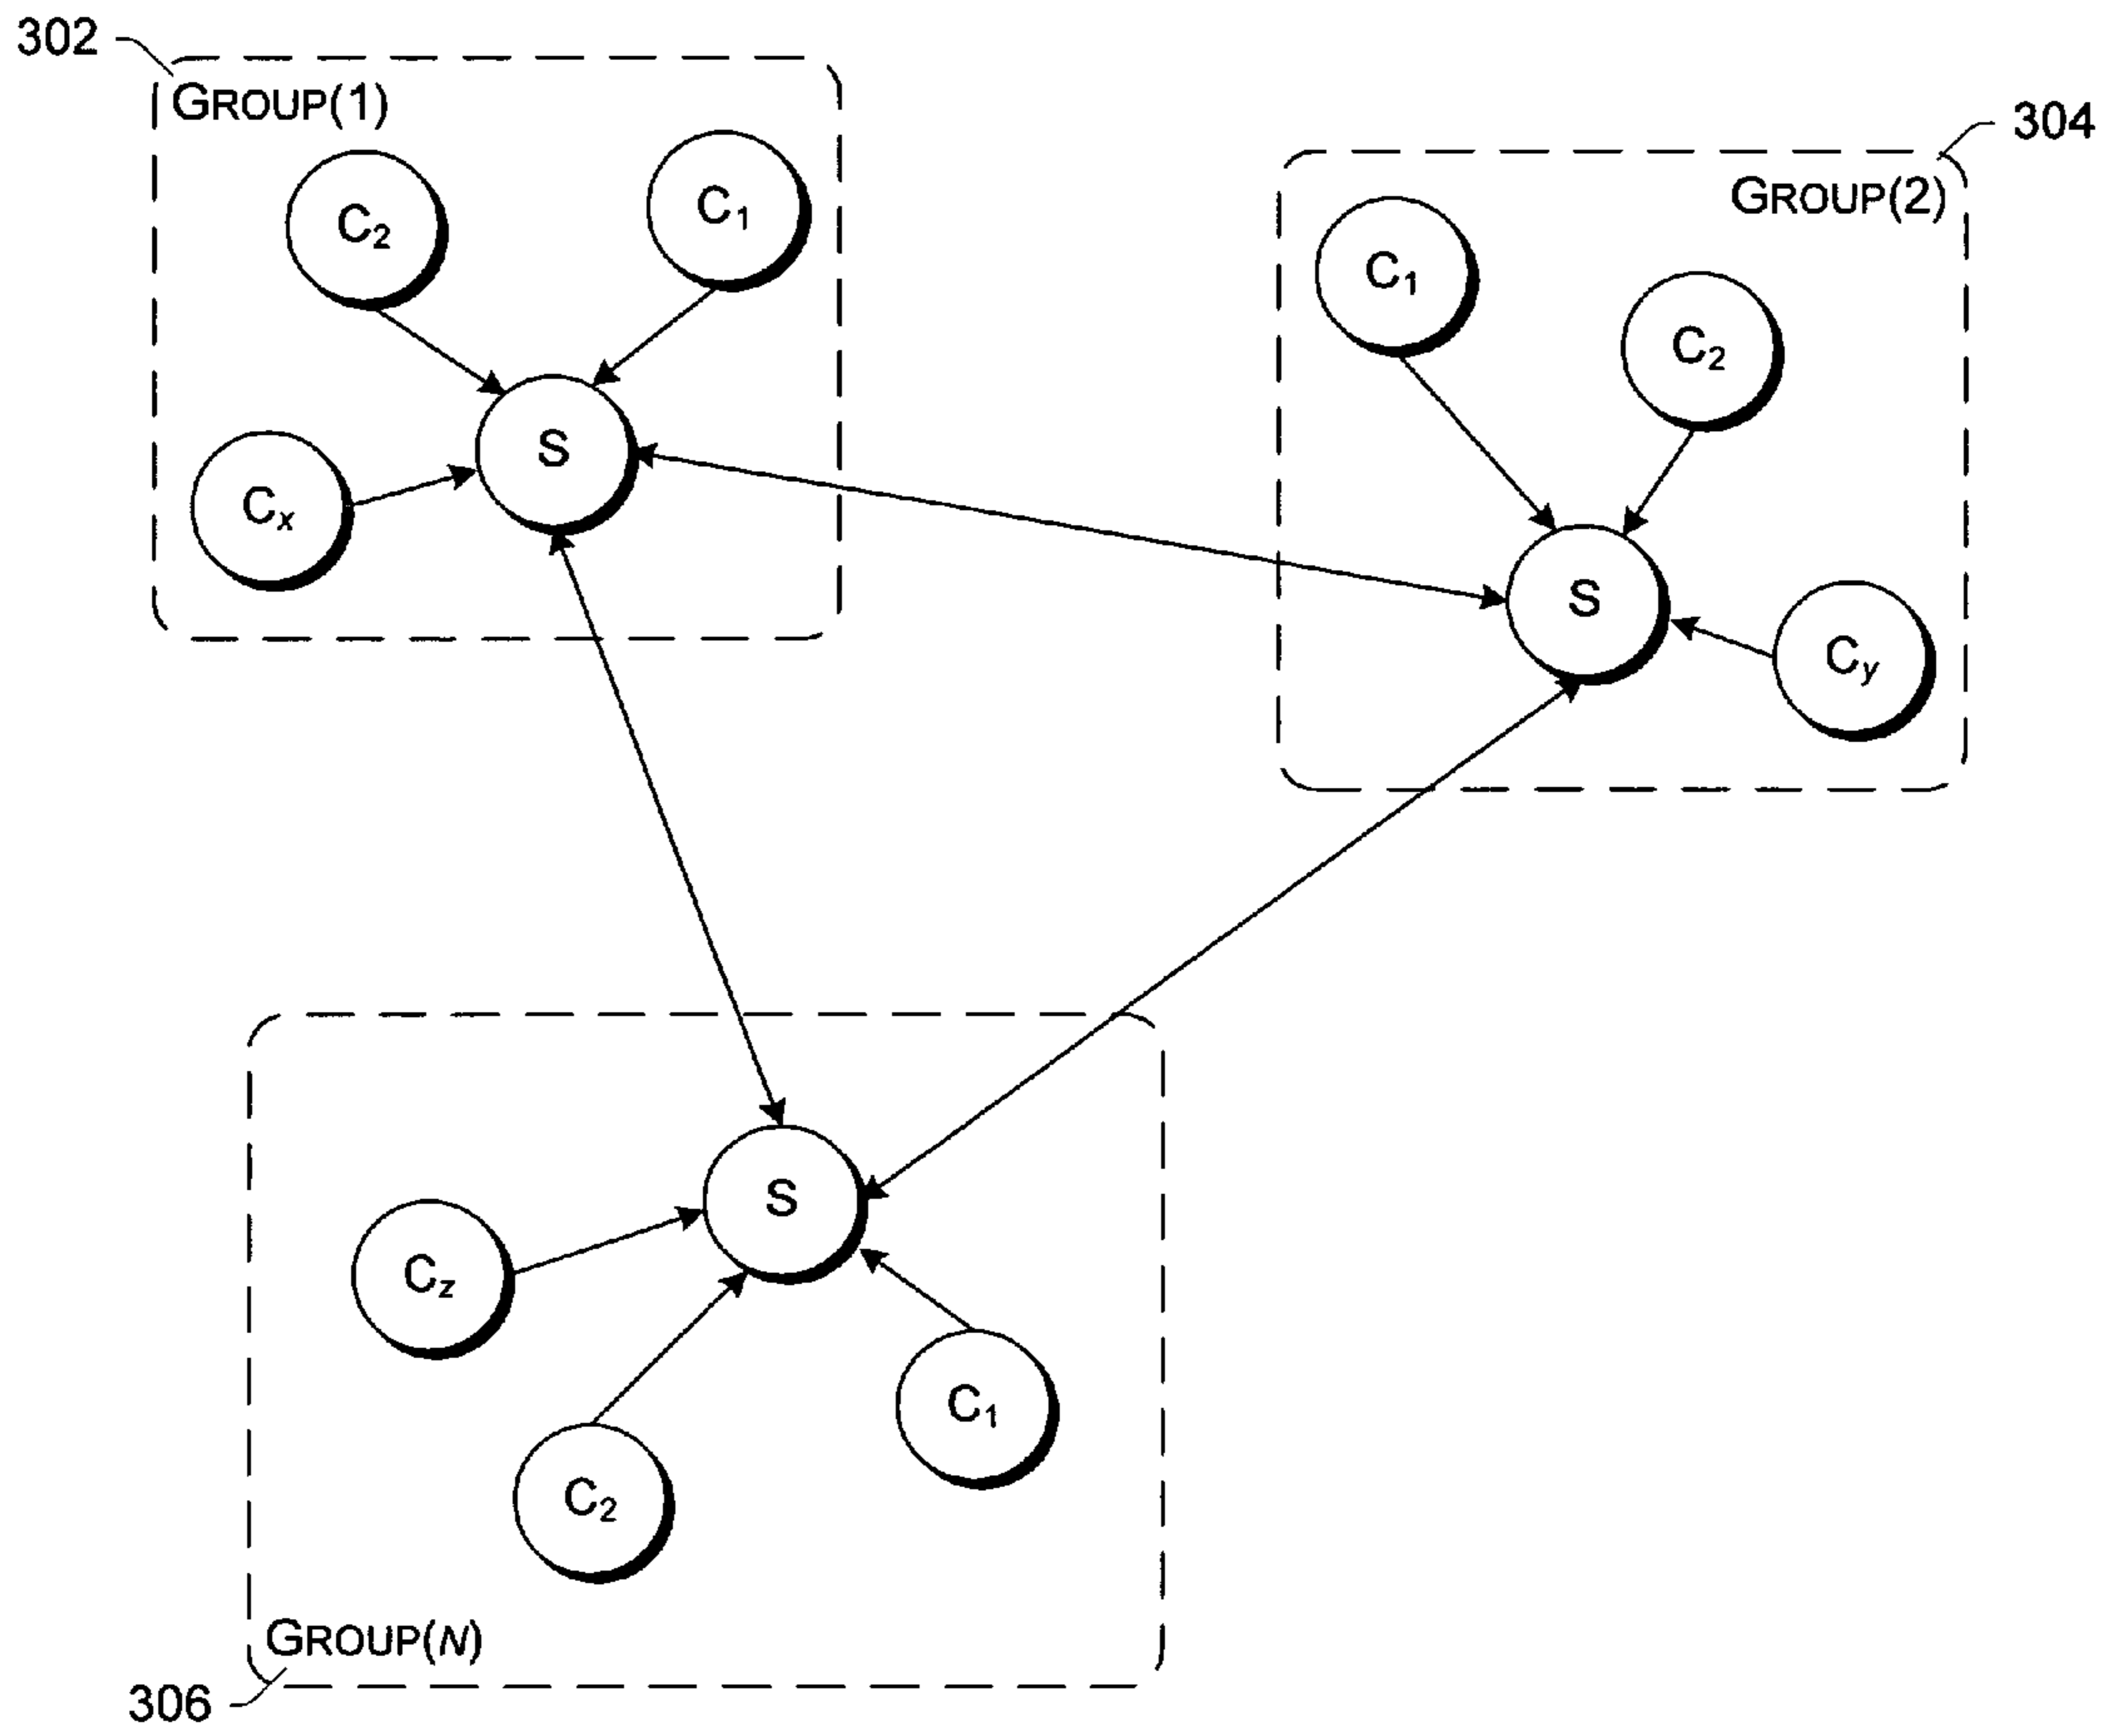 302
GROUP(1)
C2
C1
S
Cx
304
GROUP(2)
C1
C2
S
Cy
S
Cz
C1
C2
GROUP(N)
306